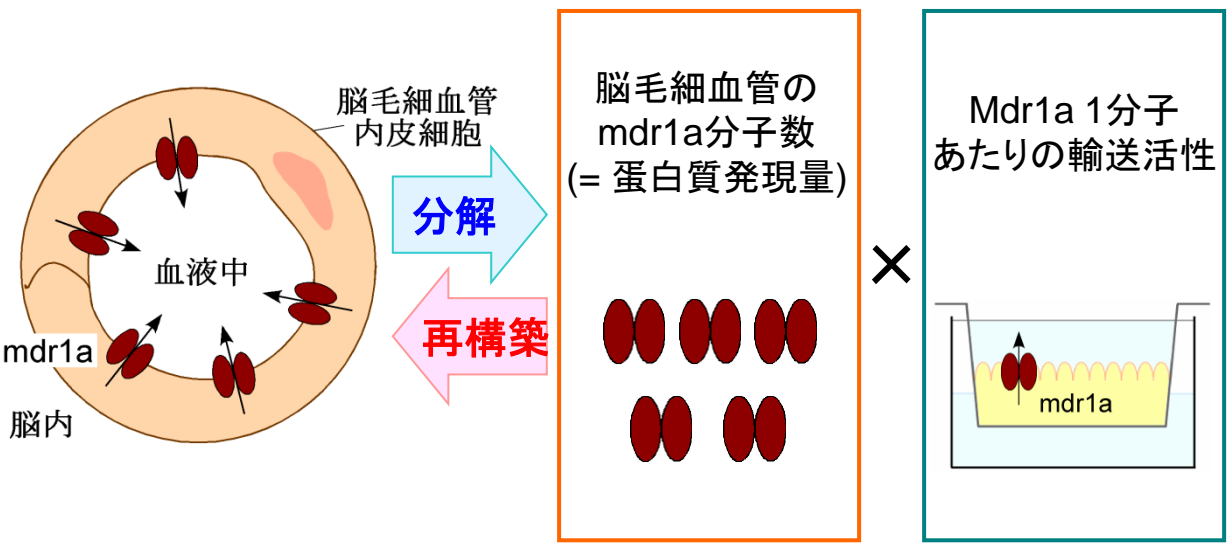 脳毛細血管
内皮細胞
血液中
mdr1a
脳内
分解
再構築
脳毛細血管の
mdr1a分子数
(= 蛋白質発現量)
×
Mdr1a 1分子
あたりの輸送活性
mdr1a